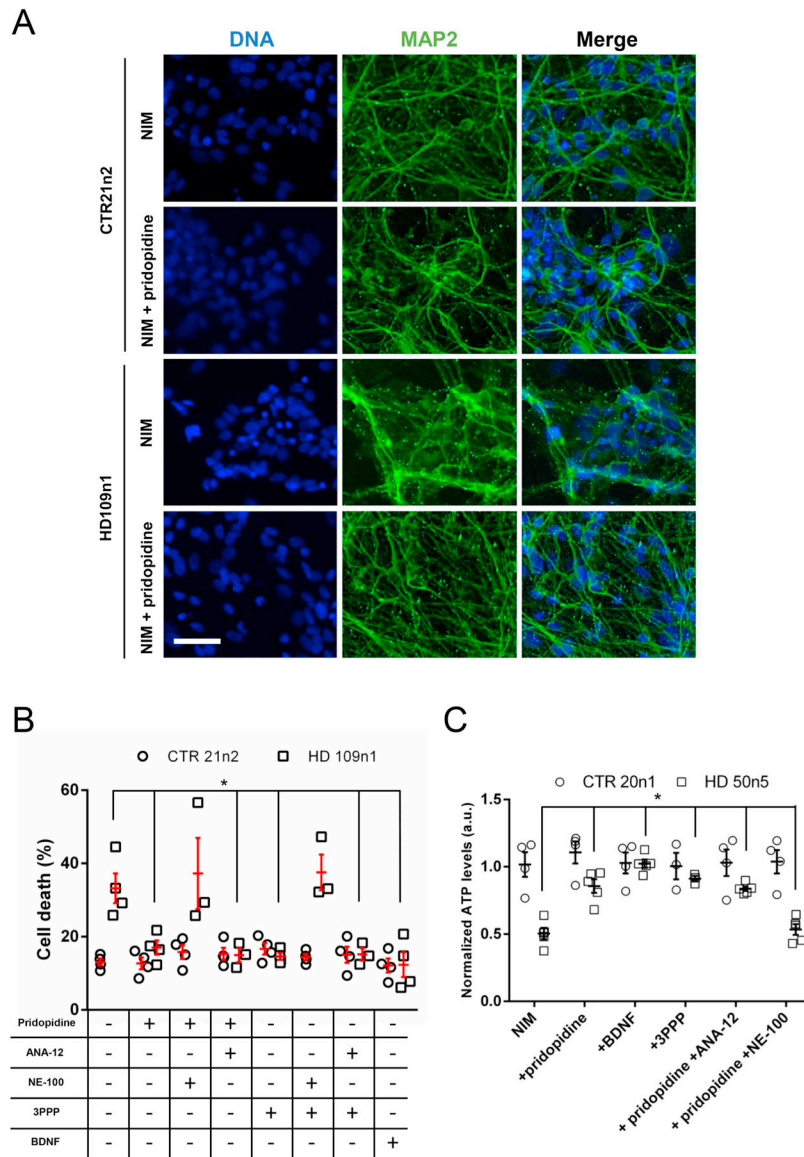 A
DNA MAP2 Merge
CTR21n2
NIM
NIM + pridopidine
HD109n1
NIM
NIM + pridopidine
B
CTR 21n2 HD 109n1
*
Cell death (%)
60
40
20
0
Pridopidine - + + + - - - -
ANA-12 - - - + - - + -
NE-100 - - + - - + - -
3PPP - - - - + + + -
BDNF - - - - - - - +
C
CTR 20n1 HD 50n5
*
Normalized ATP levels (a.u.)
1.5
1.0
0.5
0.0
NIM
+pridopidine
+BDNF
+3PPP
+ pridopidine +ANA-12
+ pridopidine +NE-100